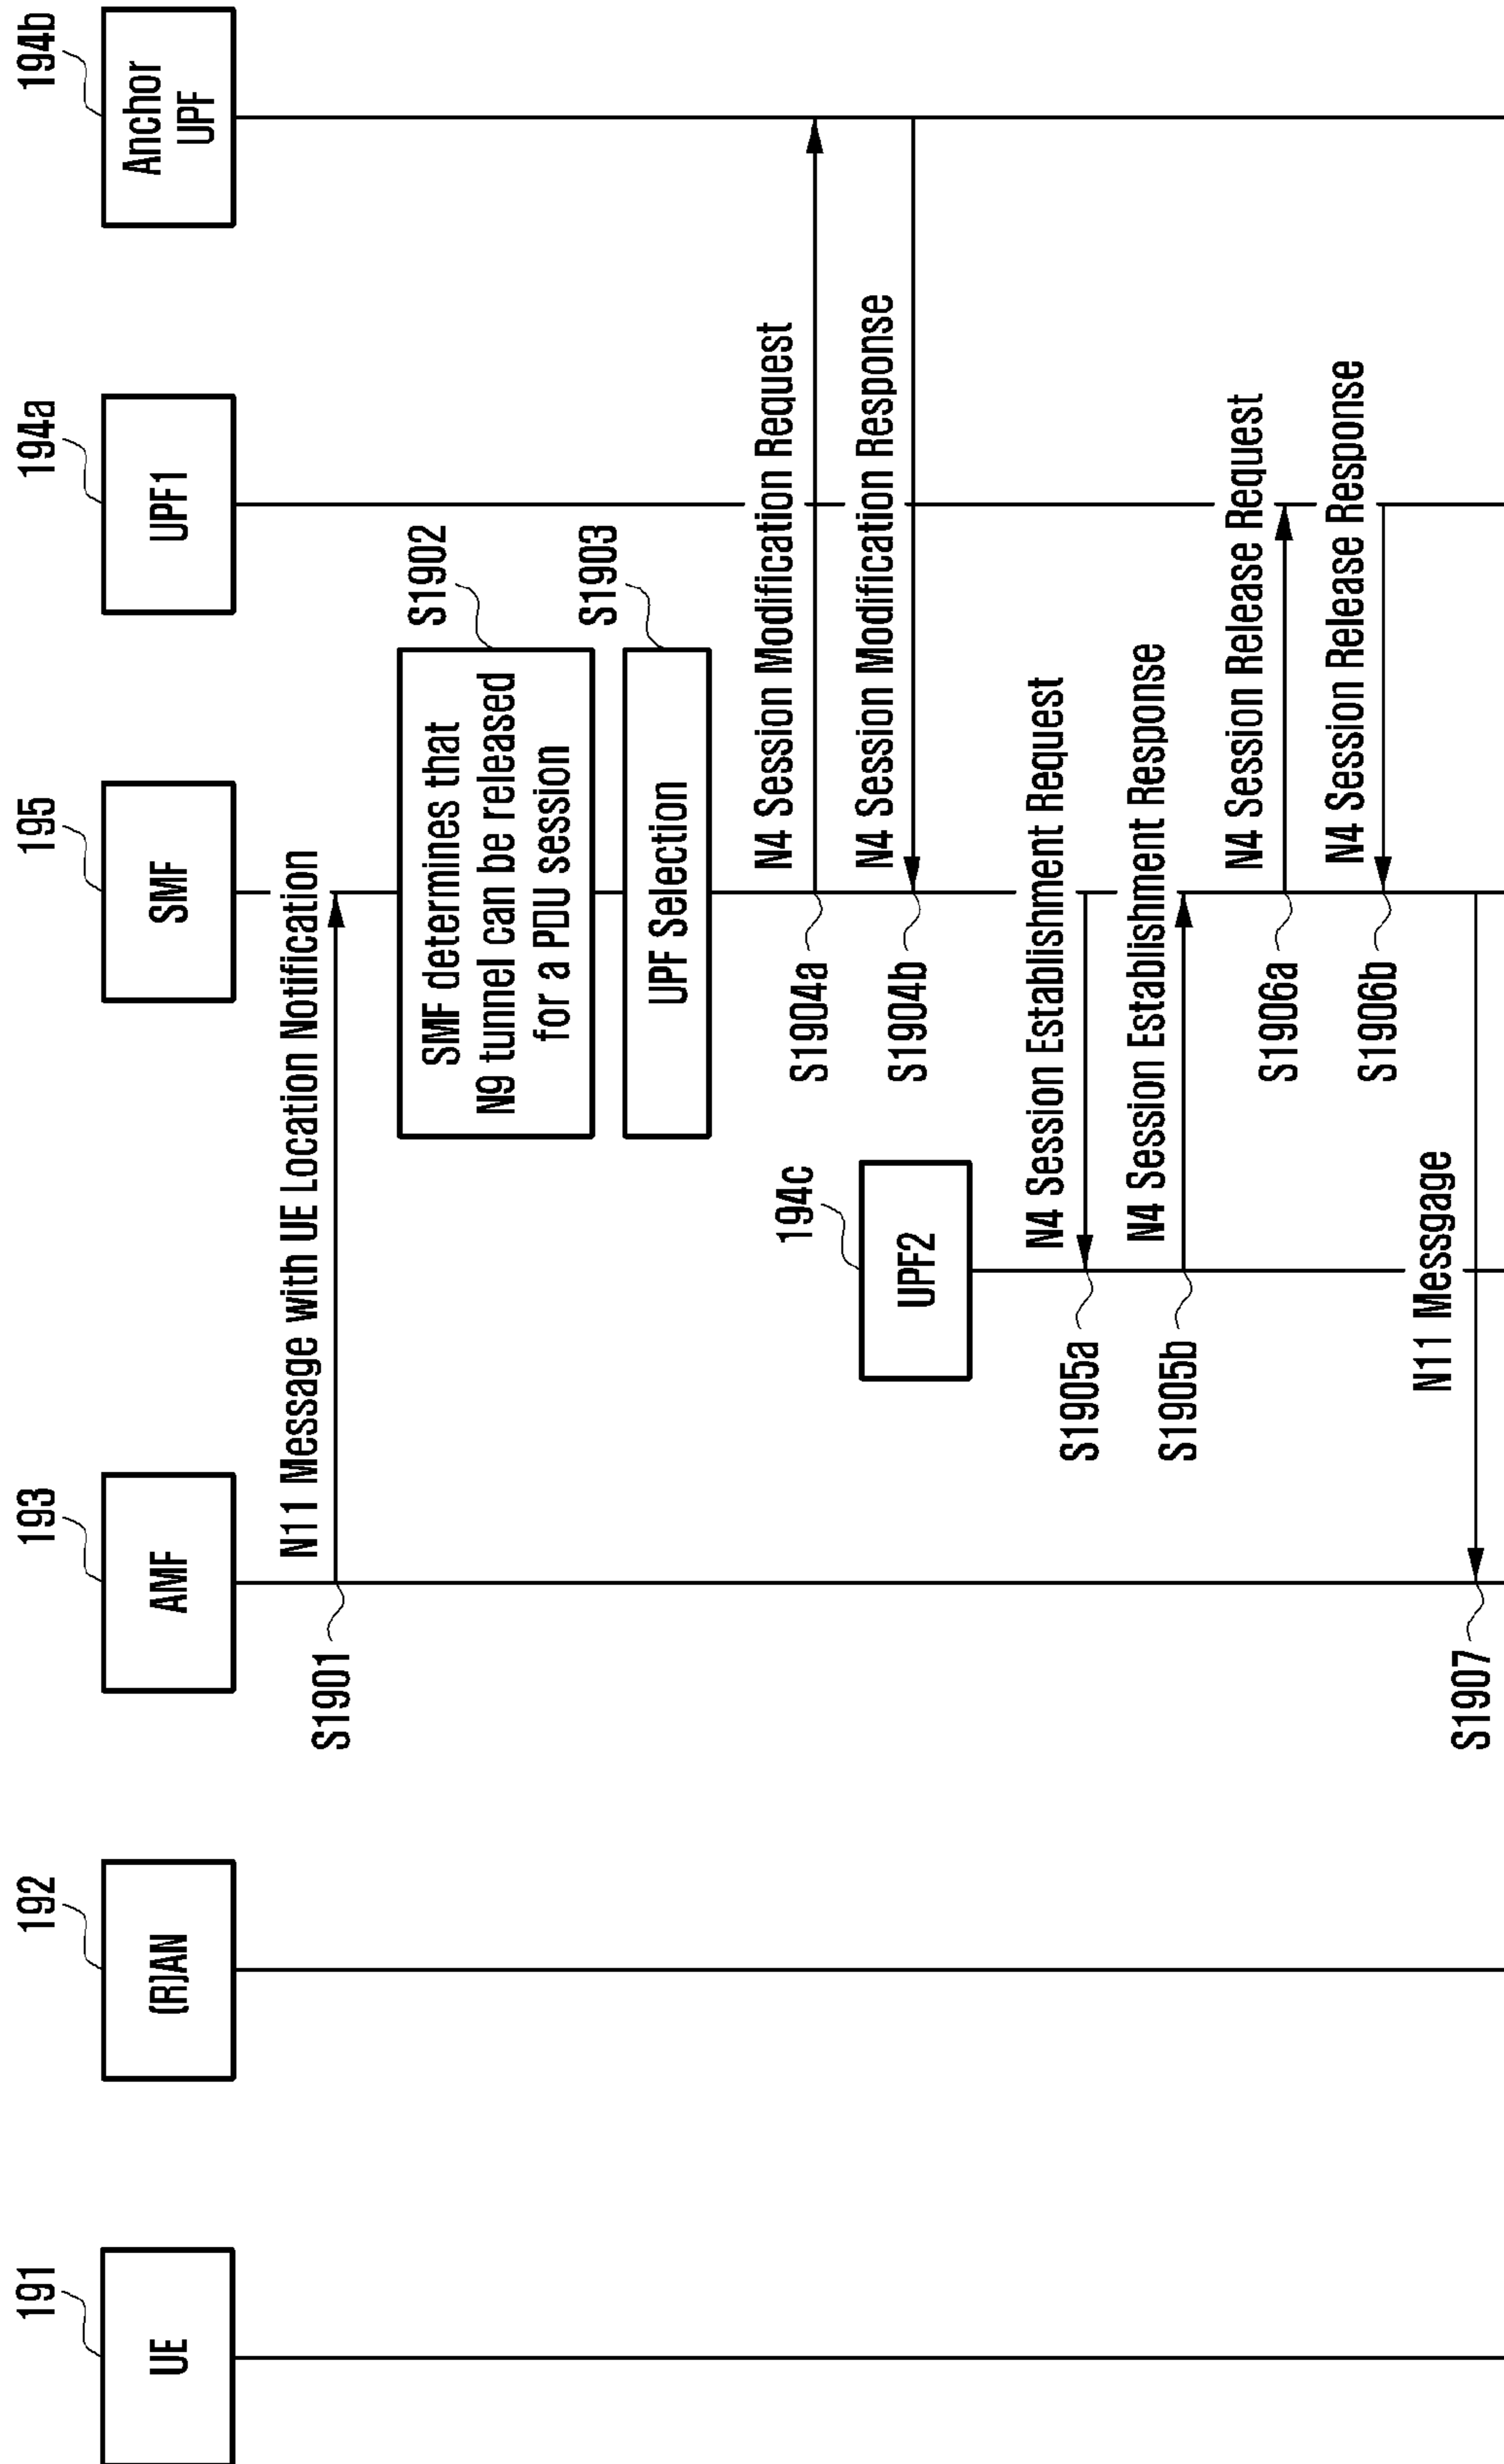 191
192
193
195
194a
194b
UE
(R)AN
AMF
SMF
UPF1
Anchor
UPF
N11 Message with UE Location Notification
S1901
SMF determines that
N9 tunnel can be released
for a PDU session
S1902
UPF Selection
S1903
N4 Session Modification Request
S1904a
194c
UPF2
N4 Session Modification Response
S1904b
N4 Session Establishment Request
S1905a
N4 Session Establishment Response
S1905b
N4 Session Release Request
S1906a
N4 Session Release Response
S1906b
N11 Messgage
S1907